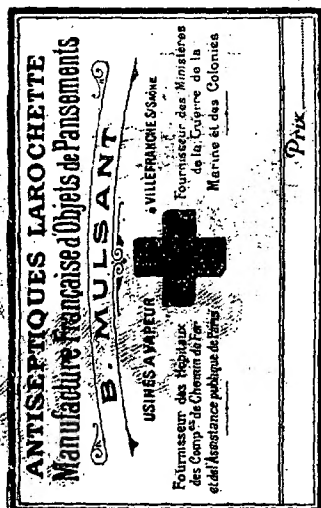 ANTISEPTIQUES LAROCHETTE
Manufacture Française d'Objets de Pansements
B. MULSANT
USINES A VAPEUR
à VILLEFRANCHE S/SAÔNE
Fournisseur des Hôpitaux
des Comp.es de Chemin de Fer
et de l'Assistance publique de Paris
Fournisseur des Ministères
de la Guerre de la
Marine et des Colonies
Prix